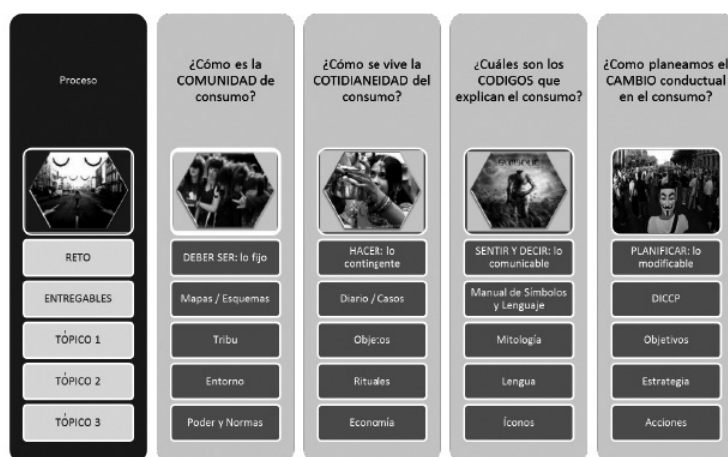 Proceso
¿Cómo es la
COMUNIDAD de
consumo?
¿Cómo se vive la
COTIDIANEIDAD del
consumo?
¿Cuáles son los
CODIGOS que
explican el consumo?
¿Como planeamos el
CAMBIO conductual
en el consumo?
RETO
DEBER SER: lo fijo
HACER: lo
contingente
SENTIR Y DECIR: lo
comunicable
PLANIFICAR: lo
modificable
ENTREGABLES
Mapas / Esquemas
Diario / Casos
Manual de Símbolos
y Lenguaje
DICCP
TÓPICO 1
Tribu
Objetos
Mitología
Objetivos
TÓPICO 2
Entorno
Rituales
Lengua
Estrategia
TÓPICO 3
Poder y Normas
Economía
Íconos
Acciones